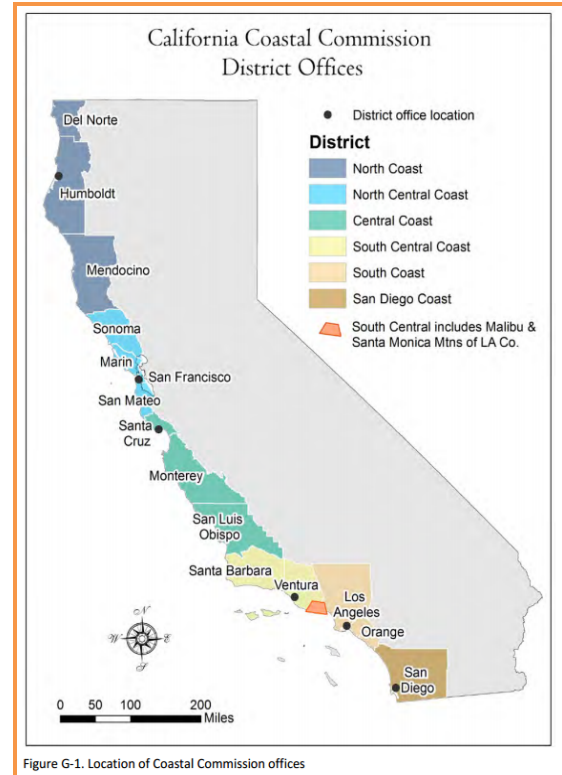 California Coastal Commission
District Offices
District office location
District
North Coast
North Central Coast
Central Coast
South Central Coast
South Coast
San Diego Coast
South Central includes Malibu &
Santa Monica Mtns of LA Co.
Del Norte
Humboldt
Mendocino
Sonoma
Marin
San Francisco
San Mateo
Santa
Cruz
Monterey
San Luis
Obispo
Santa Barbara
Ventura
Los
Angeles
Orange
San
Diego
N
W E
S
0 50 100 200
Miles
Figure G-1. Location of Coastal Commission offices